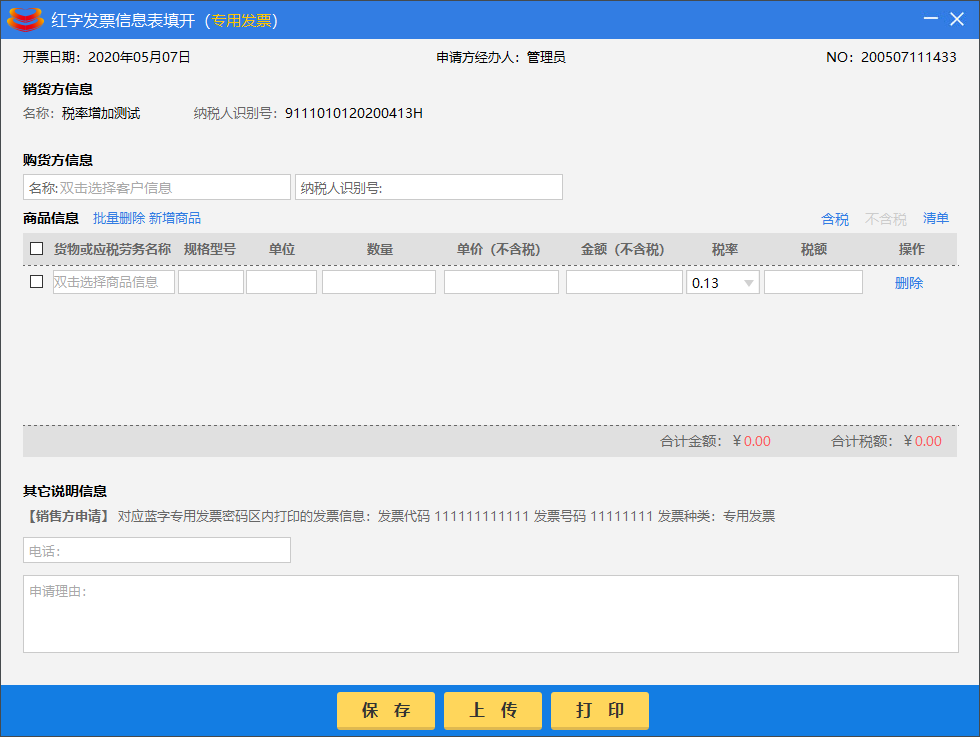 红字发票信息表填开（专用发票）
开票日期：2020年05月07日 申请方经办人：管理员 NO：200507111433
销货方信息
名称：税率增加测试 纳税人识别号：9111010120200413H
购货方信息
名称:双击选择客户信息 纳税人识别号:
商品信息 批量删除 新增商品 含税 不含税 清单
货物或应税劳务名称 规格型号 单位 数量 单价（不含税） 金额（不含税） 税率 税额 操作
双击选择商品信息 0.13 删除
合计金额：￥0.00 合计税额：￥0.00
其它说明信息
【销售方申请】 对应蓝字专用发票密码区内打印的发票信息：发票代码 111111111111 发票号码 11111111 发票种类：专用发票
电话：
申请理由：
保 存 上 传 打 印